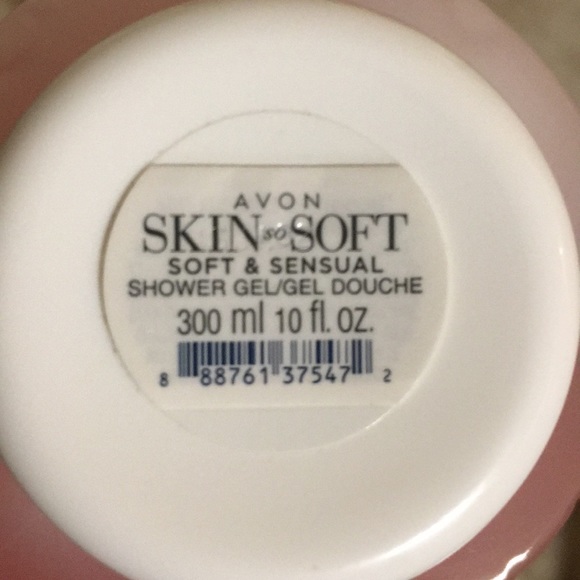 AVON
SKIN so SOFT
SOFT & SENSUAL
SHOWER GEL/GEL DOUCHE
300 ml 10 fl. oz.
8 88761 37547 2